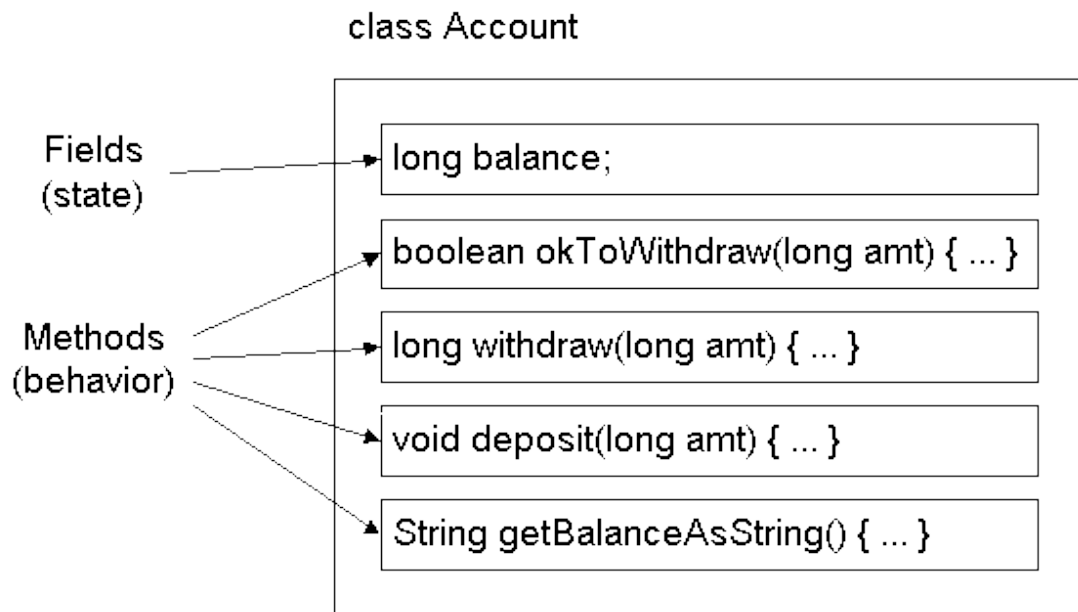 class Account
Fields
(state)
long balance;
boolean okToWithdraw(long amt) { ... }
Methods
(behavior)
long withdraw(long amt) { ... }
void deposit(long amt) { ... }
String getBalanceAsString() { ... }